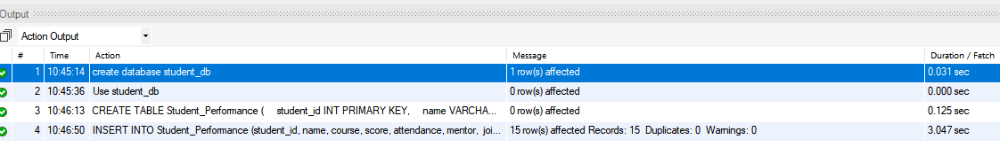 Output
Action Output
# Time Action Message Duration / Fetch
1 10:45:14 create database student_db 1 row(s) affected 0.031 sec
2 10:45:36 Use student_db 0 row(s) affected 0.000 sec
3 10:46:13 CREATE TABLE Student_Performance ( student_id INT PRIMARY KEY, name VARCHA... 0 row(s) affected 0.125 sec
4 10:46:50 INSERT INTO Student_Performance (student_id, name, course, score, attendance, mentor, joi... 15 row(s) affected Records: 15 Duplicates: 0 Warnings: 0 3.047 sec